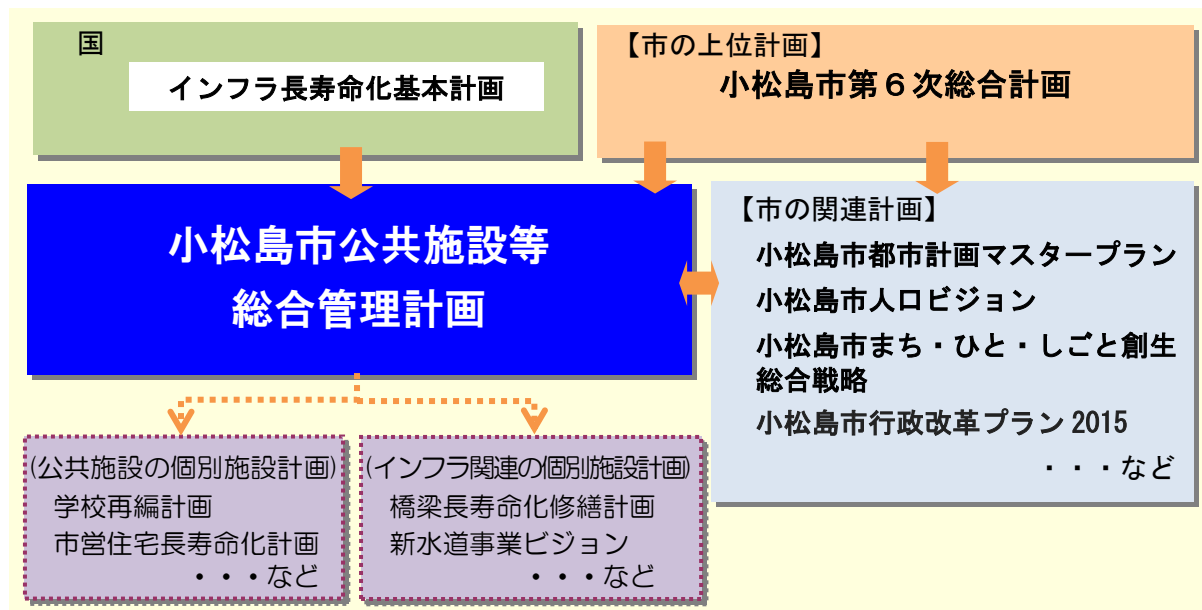 国
インフラ長寿命化基本計画
【市の上位計画】
小松島市第６次総合計画
小松島市公共施設等
総合管理計画
【市の関連計画】
小松島市都市計画マスタープラン
小松島市人口ビジョン
小松島市まち・ひと・しごと創生
総合戦略
小松島市行政改革プラン 2015
・・・など
(公共施設の個別施設計画)
学校再編計画
市営住宅長寿命化計画
・・・など
(インフラ関連の個別施設計画)
橋梁長寿命化修繕計画
新水道事業ビジョン
・・・など